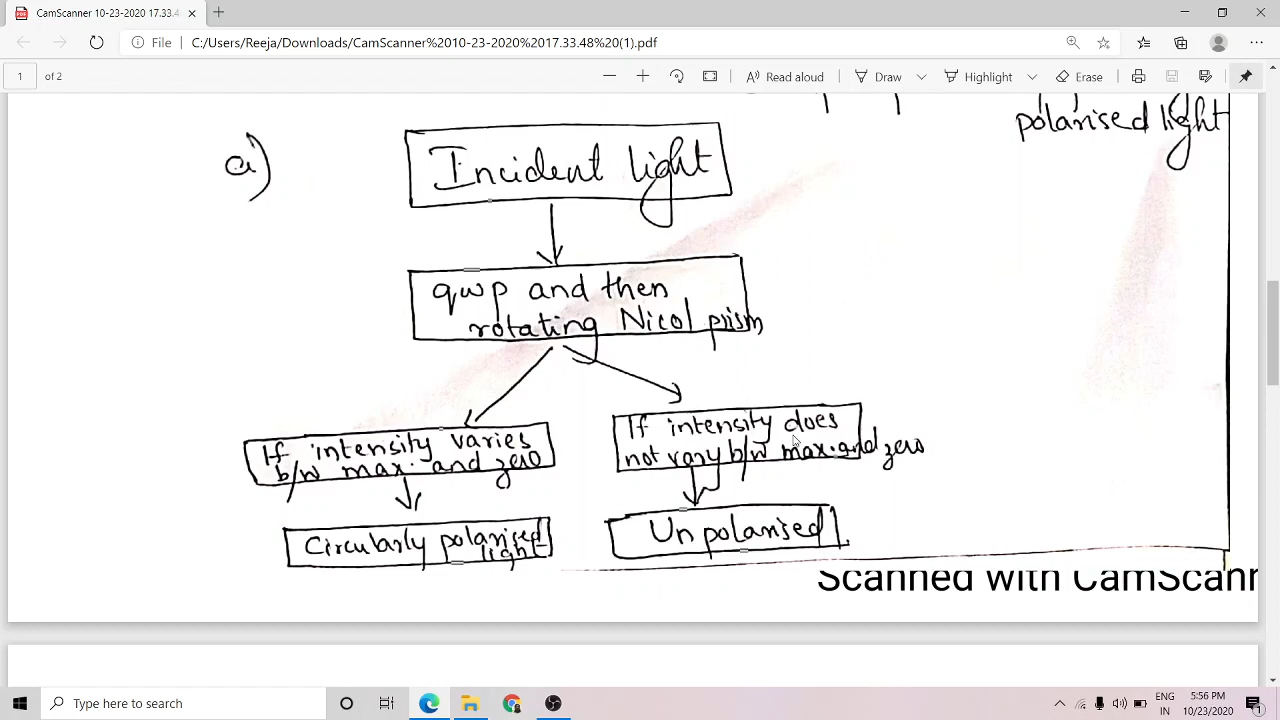 CamScanner 10-23-2020 17.33.4
File
C:/Users/Reeja/Downloads/CamScanner%2010-23-2020%2017.33.48%20(1).pdf
1 of 2
Read aloud
Draw
Highlight
Erase
polarised light
a)
Incident light
qwp and then
rotating Nicol prism
If intensity varies
b/w max. and zero
If intensity does
not vary b/w max. and zero
Circularly polarised
light
Unpolarised
Scanned with CamScann
Type here to search
ENG
IN
5:56 PM
10/23/2020
1